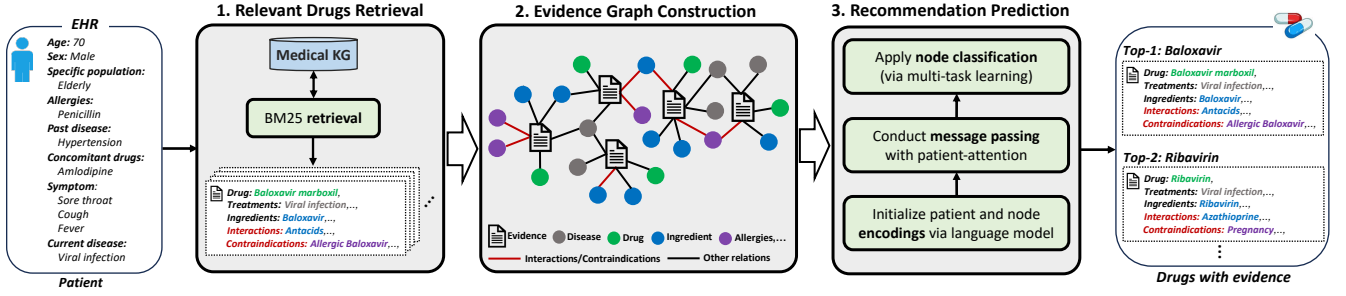 EHR
Age: 70
Sex: Male
Specific population:
Elderly
Allergies:
Penicillin
Past disease:
Hypertension
Concomitant drugs:
Amlodipine
Symptom:
Sore throat
Cough
Fever
Current disease:
Viral infection
Patient
1. Relevant Drugs Retrieval
Medical KG
BM25 retrieval
Drug: Baloxavir marboxil,
Treatments: Viral infection,...,
Ingredients: Baloxavir,...,
Interactions: Antacids,...,
Contraindications: Allergic Baloxavir,...,
...
2. Evidence Graph Construction
Evidence
Disease
Drug
Ingredient
Allergies,...
Interactions/Contraindications
Other relations
3. Recommendation Prediction
Apply node classification
(via multi-task learning)
Conduct message passing
with patient-attention
Initialize patient and node
encodings via language model
Top-1: Baloxavir
Drug: Baloxavir marboxil,
Treatments: Viral infection,...,
Ingredients: Baloxavir,...,
Interactions: Antacids,...,
Contraindications: Allergic Baloxavir,...,
Top-2: Ribavirin
Drug: Ribavirin,
Treatments: Viral infection,...,
Ingredients: Ribavirin,...,
Interactions: Azathioprine,...,
Contraindications: Pregnancy,...,
...
Drugs with evidence